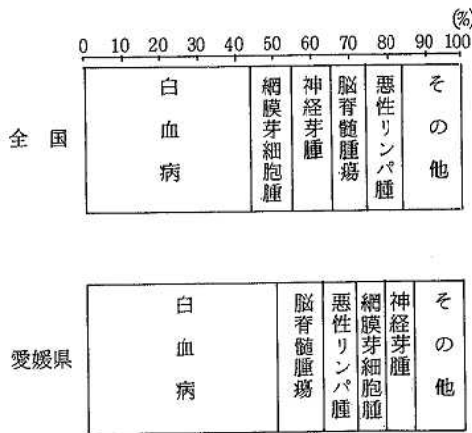 (%)
0 10 20 30 40 50 60 70 80 90 100
全国
白血病
網膜芽細胞腫
神経芽腫
脳脊髄腫瘍
悪性リンパ腫
その他
愛媛県
白血病
脳脊髄腫瘍
悪性リンパ腫
網膜芽細胞腫
神経芽腫
その他